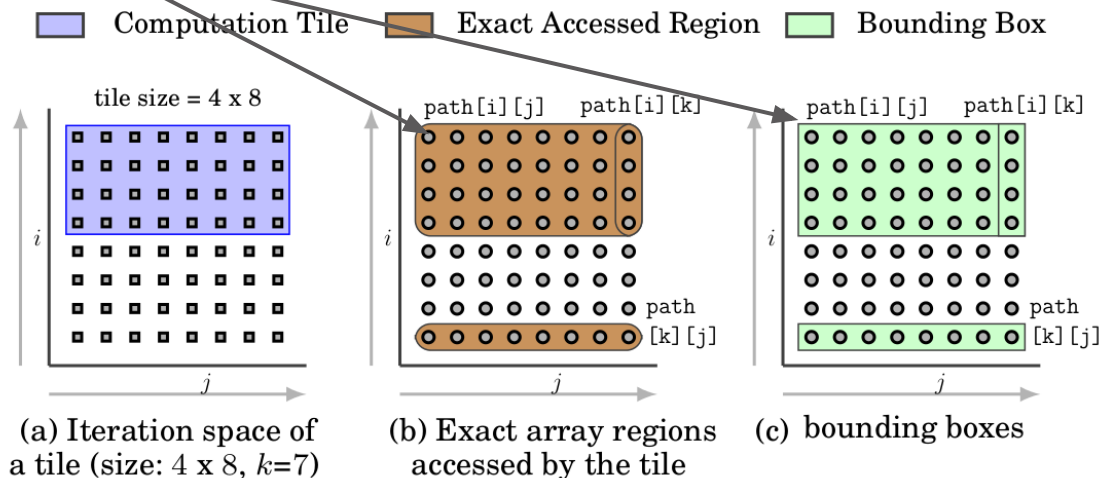 Computation Tile Exact Accessed Region Bounding Box
tile size = 4 x 8
i
j
(a) Iteration space of
a tile (size: 4 x 8, k=7)
path[i][j] path[i][k]
i
path
[k][j]
j
(b) Exact array regions
accessed by the tile
path[i][j] path[i][k]
i
path
[k][j]
j
(c) bounding boxes